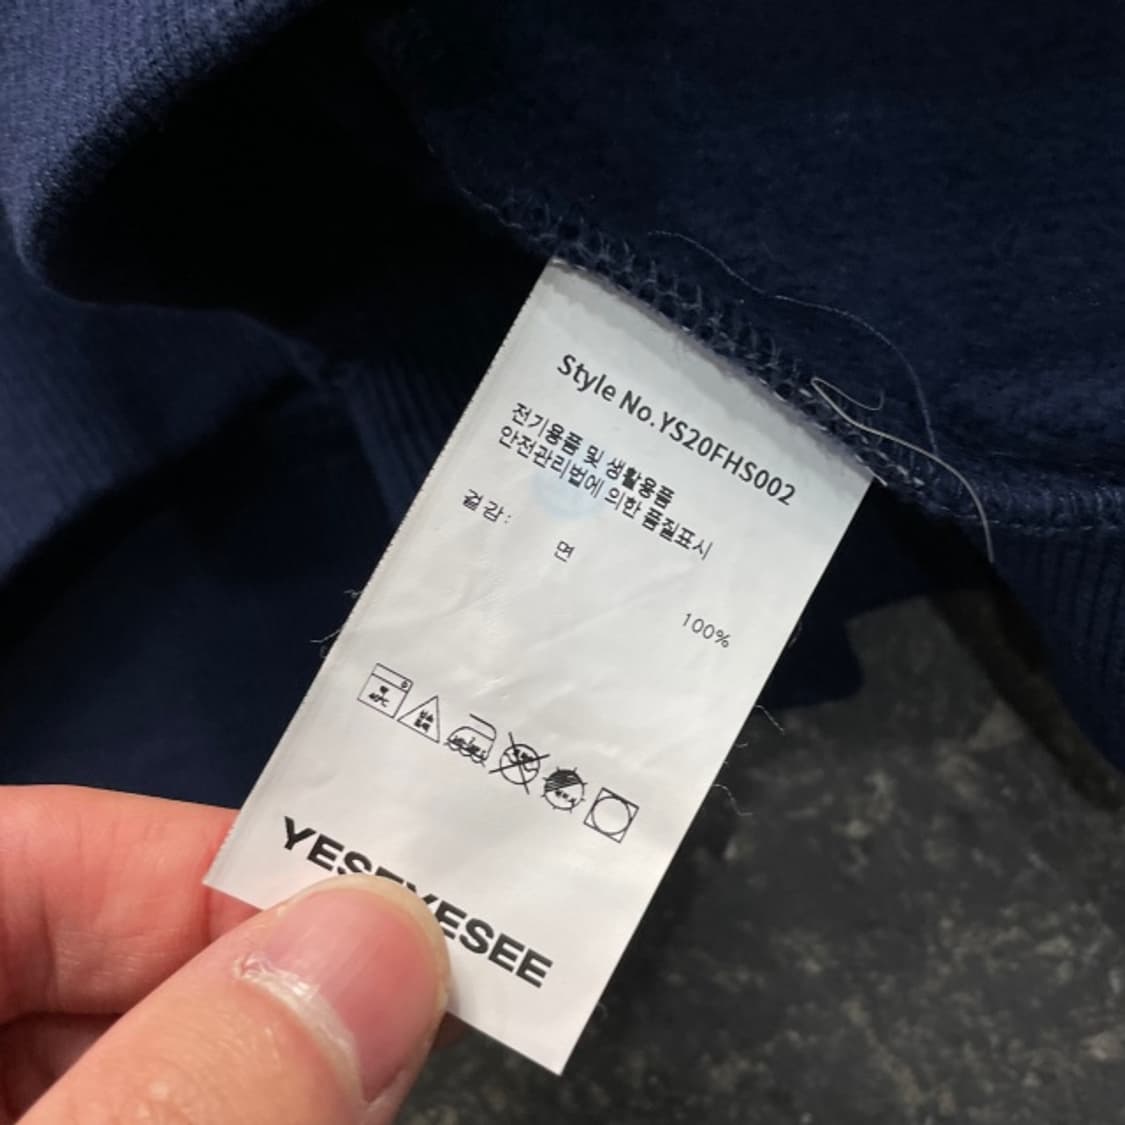 Style No.YS20FHS002
전기용품 및 생활용품
안전관리법에 의한 품질표시
겉감:
면
100%
YESEYESEE